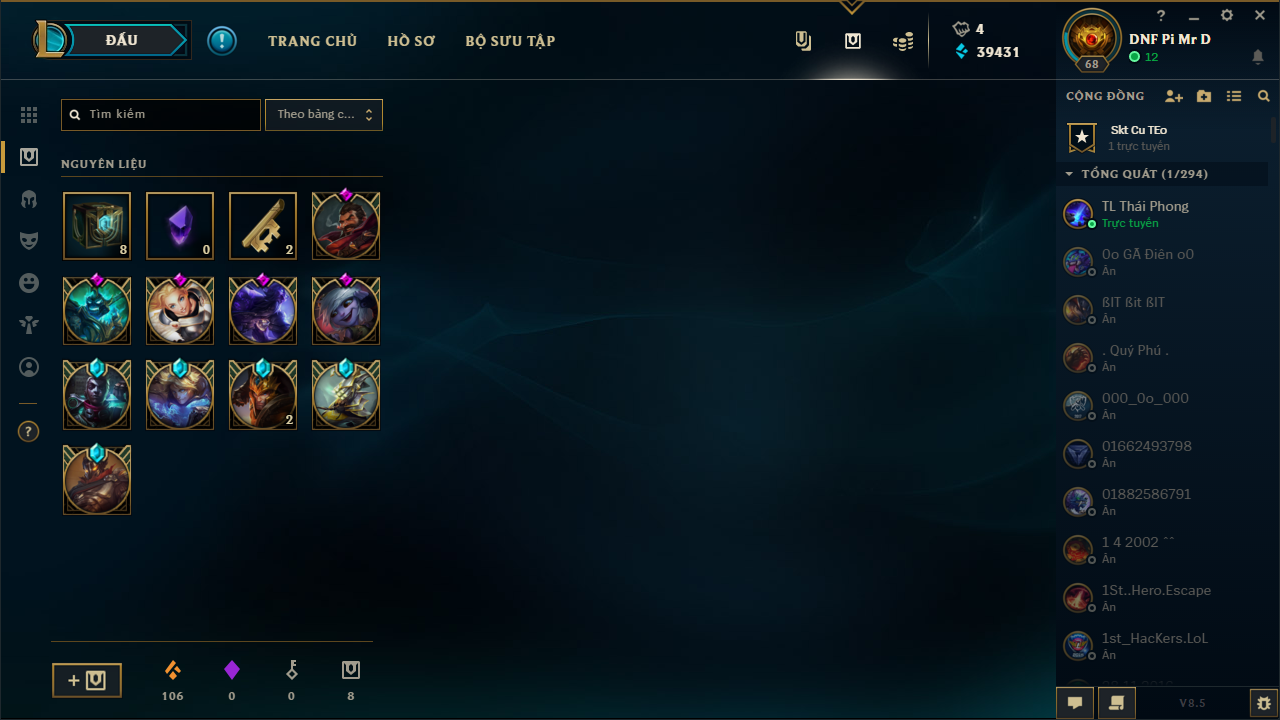 ĐẤU
TRANG CHỦ
HỒ SƠ
BỘ SƯU TẬP
4
39431
68
DNF Pi Mr D
12
Tìm kiếm
Theo bảng c...
NGUYÊN LIỆU
8
0
2
2
106
0
0
8
CỘNG ĐỒNG
Skt Cu TEo
1 trực tuyến
TỔNG QUÁT (1/294)
TL Thái Phong
Trực tuyến
0o GÃ Điên o0
Ẩn
ßIT ßit ßIT
Ẩn
. Quý Phú .
Ẩn
000_0o_000
Ẩn
01662493798
Ẩn
01882586791
Ẩn
1 4 2002 ˆˆ
Ẩn
1St..Hero.Escape
Ẩn
1st_HacKers.LoL
Ẩn
V8.5